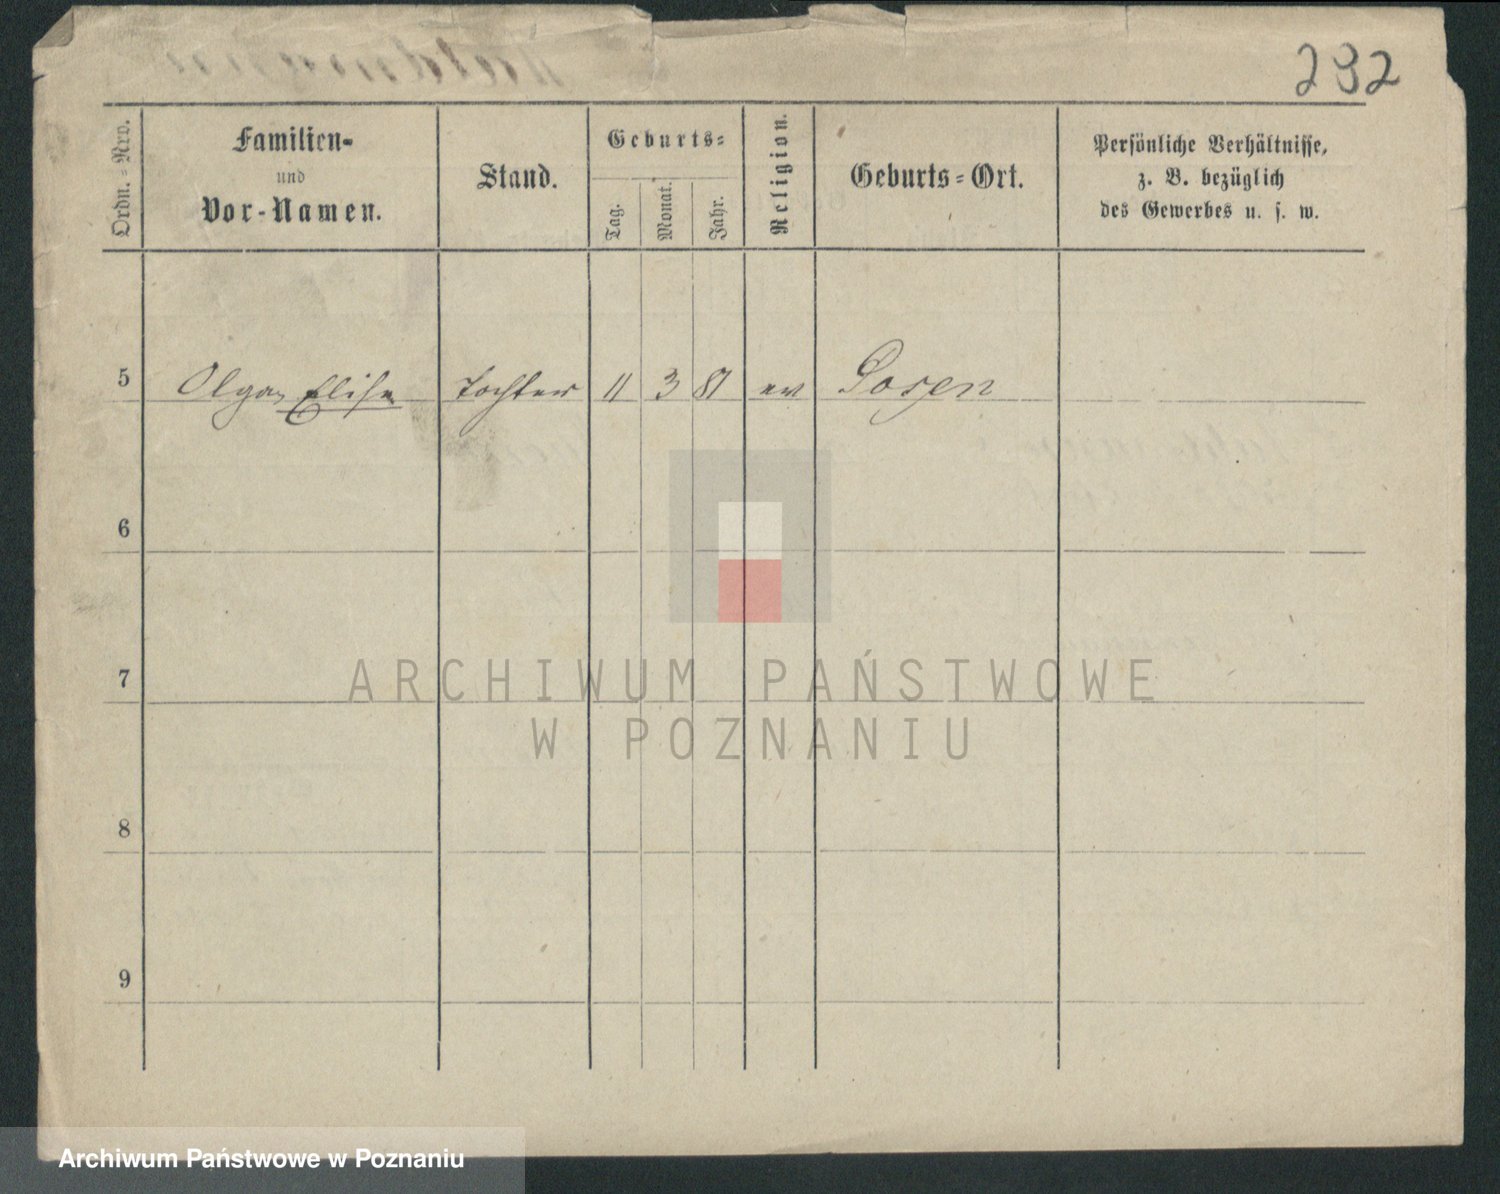 232
Ordn.-Nro.
Familien-
und
Vor-Namen.
Stand.
Geburts-
Tag.
Monat.
Jahr.
Religion.
Geburts-Ort.
Persönliche Verhältnisse,
z. B. bezüglich
des Gewerbes u. s. w.
5 Olga, Elise Tochter 11 3 81 ev Posen
6
7
8
9
ARCHIWUM PAŃSTWOWE
W POZNANIU
Archiwum Państwowe w Poznaniu